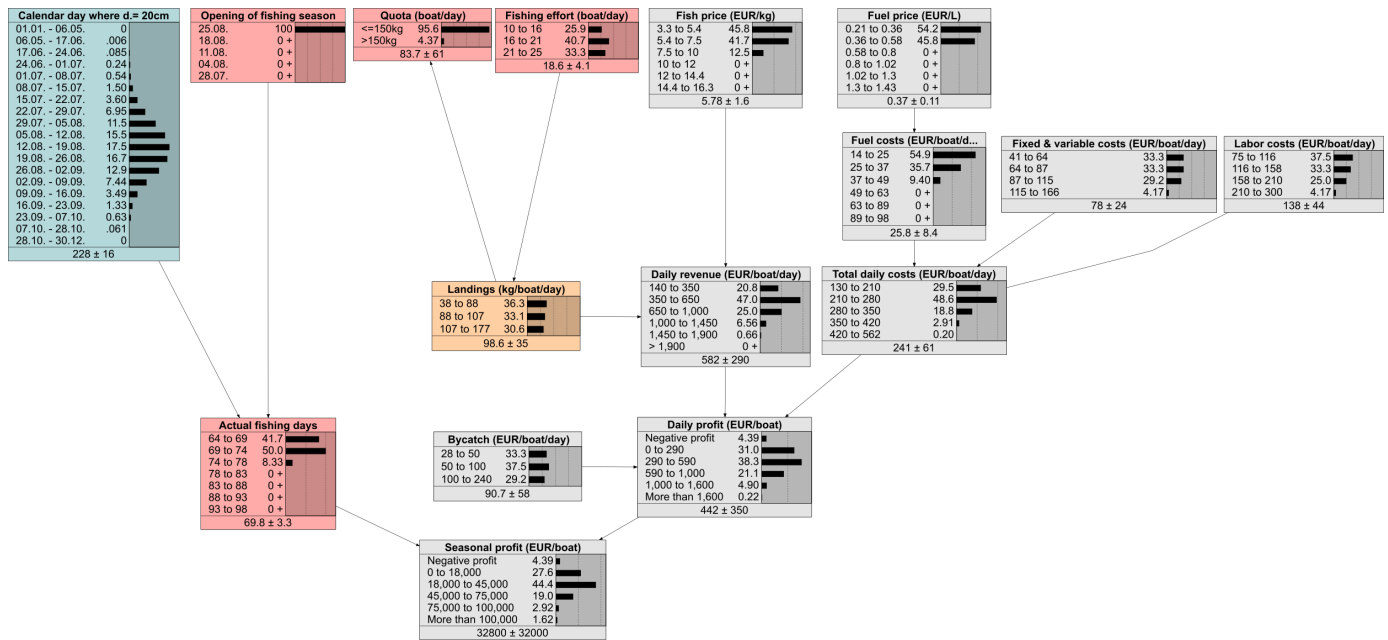 Calendar day where d.= 20cm
01.01. - 06.05. 0
06.05. - 17.06. .006
17.06 - 24.06. .085
24.06 - 01.07. 0.24
01.07. - 08.07. 0.54
08.07. - 15.07. 1.50
15.07. - 22.07. 3.60
22.07. - 29.07. 6.95
29.07. - 05.08. 11.5
05.08. - 12.08. 15.5
12.08. - 19.08. 17.5
19.08. - 26.08. 16.7
26.08. - 02.09. 12.9
02.09. - 09.09. 7.44
09.09. - 16.09. 3.49
16.09. - 23.09. 1.33
23.09. - 07.10. 0.63
07.10. - 28.10. .061
28.10. - 30.12. 0
228 ± 16
Opening of fishing season
25.08. 100
18.08. 0 +
11.08. 0 +
04.08. 0 +
28.07. 0 +
Quota (boat/day)
<=150kg 95.6
>150kg 4.37
83.7 ± 61
Fishing effort (boat/day)
10 to 16 25.9
16 to 21 40.7
21 to 25 33.3
18.6 ± 4.1
Fish price (EUR/kg)
3.3 to 5.4 45.8
5.4 to 7.5 41.7
7.5 to 10 12.5
10 to 12 0 +
12 to 14.4 0 +
14.4 to 16.3 0 +
5.78 ± 1.6
Fuel price (EUR/L)
0.21 to 0.36 54.2
0.36 to 0.58 45.8
0.58 to 0.8 0 +
0.8 to 1.02 0 +
1.02 to 1.3 0 +
1.3 to 1.43 0 +
0.37 ± 0.11
Fuel costs (EUR/boat/d...
14 to 25 54.9
25 to 37 35.7
37 to 49 9.40
49 to 63 0 +
63 to 89 0 +
89 to 98 0 +
25.8 ± 8.4
Fixed & variable costs (EUR/boat/day)
41 to 64 33.3
64 to 87 33.3
87 to 115 29.2
115 to 166 4.17
78 ± 24
Labor costs (EUR/boat/day)
75 to 116 37.5
116 to 158 33.3
158 to 210 25.0
210 to 300 4.17
138 ± 44
Landings (kg/boat/day)
38 to 88 36.3
88 to 107 33.1
107 to 177 30.6
98.6 ± 35
Daily revenue (EUR/boat/day)
140 to 350 20.8
350 to 650 47.0
650 to 1,000 25.0
1,000 to 1,450 6.56
1,450 to 1,900 0.66
> 1,900 0 +
582 ± 290
Total daily costs (EUR/boat/day)
130 to 210 29.5
210 to 280 48.6
280 to 350 18.8
350 to 420 2.91
420 to 562 0.20
241 ± 61
Actual fishing days
64 to 69 41.7
69 to 74 50.0
74 to 78 8.33
78 to 83 0 +
83 to 88 0 +
88 to 93 0 +
93 to 98 0 +
69.8 ± 3.3
Bycatch (EUR/boat/day)
28 to 50 33.3
50 to 100 37.5
100 to 240 29.2
90.7 ± 58
Daily profit (EUR/boat)
Negative profit 4.39
0 to 290 31.0
290 to 590 38.3
590 to 1,000 21.1
1,000 to 1,600 4.90
More than 1,600 0.22
442 ± 350
Seasonal profit (EUR/boat)
Negative profit 4.39
0 to 18,000 27.6
18,000 to 45,000 44.4
45,000 to 75,000 19.0
75,000 to 100,000 2.92
More than 100,000 1.62
32800 ± 32000